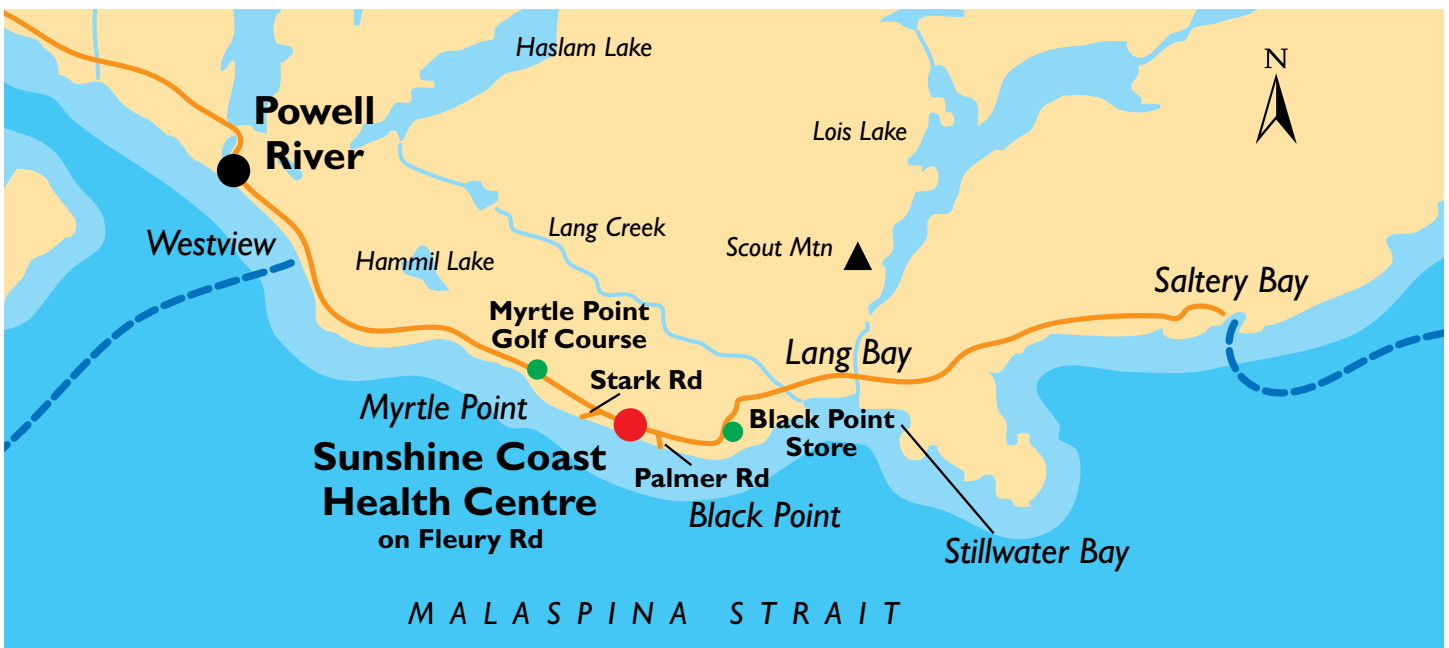 Haslam Lake
N
Powell
River
Lois Lake
Westview
Lang Creek
Scout Mtn
Hammil Lake
Saltery Bay
Myrtle Point
Golf Course
Lang Bay
Stark Rd
Myrtle Point
Black Point
Store
Sunshine Coast
Health Centre
on Fleury Rd
Palmer Rd
Black Point
Stillwater Bay
MALASPINA STRAIT